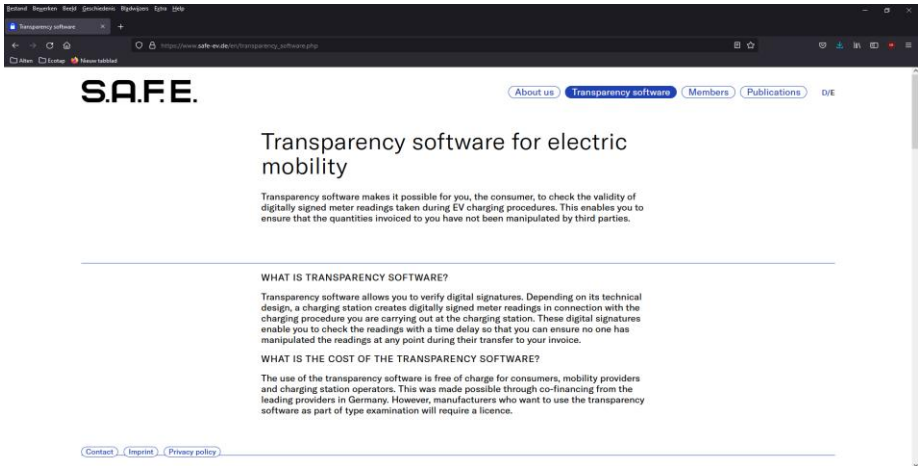 Bestand Bewerken Beeld Geschiedenis Bladwijzers Extra Help
Transparency software
https://www.safe-ev.de/en/transparency_software.php
Alten Ecotap Nieuw tabblad
S.A.F.E.
About us Transparency software Members Publications D/E
Transparency software for electric
mobility
Transparency software makes it possible for you, the consumer, to check the validity of
digitally signed meter readings taken during EV charging procedures. This enables you to
ensure that the quantities invoiced to you have not been manipulated by third parties.
WHAT IS TRANSPARENCY SOFTWARE?
Transparency software allows you to verify digital signatures. Depending on its technical
design, a charging station creates digitally signed meter readings in connection with the
charging procedure you are carrying out at the charging station. These digital signatures
enable you to check the readings with a time delay so that you can ensure no one has
manipulated the readings at any point during their transfer to your invoice.
WHAT IS THE COST OF THE TRANSPARENCY SOFTWARE?
The use of the transparency software is free of charge for consumers, mobility providers
and charging station operators. This was made possible through co-financing from the
leading providers in Germany. However, manufacturers who want to use the transparency
software as part of type examination will require a licence.
Contact Imprint Privacy policy